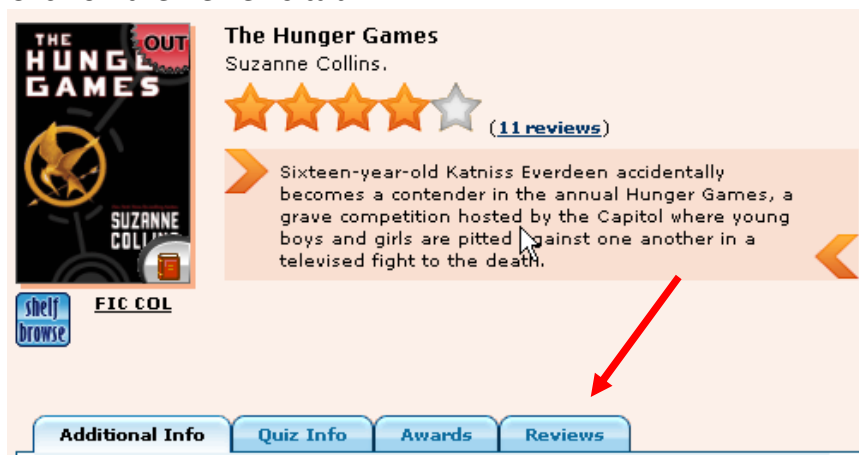 THE
HUNGE
GAMES
OUT
SUZANNE
The Hunger Games
Suzanne Collins.
(11 reviews)
Sixteen-year-old Katniss Everdeen accidentally
becomes a contender in the annual Hunger Games, a
grave competition hosted by the Capitol where young
boys and girls are pitted against one another in a
televised fight to the death.
shelf
browse
FIC COL
Additional Info
Quiz Info
Awards
Reviews